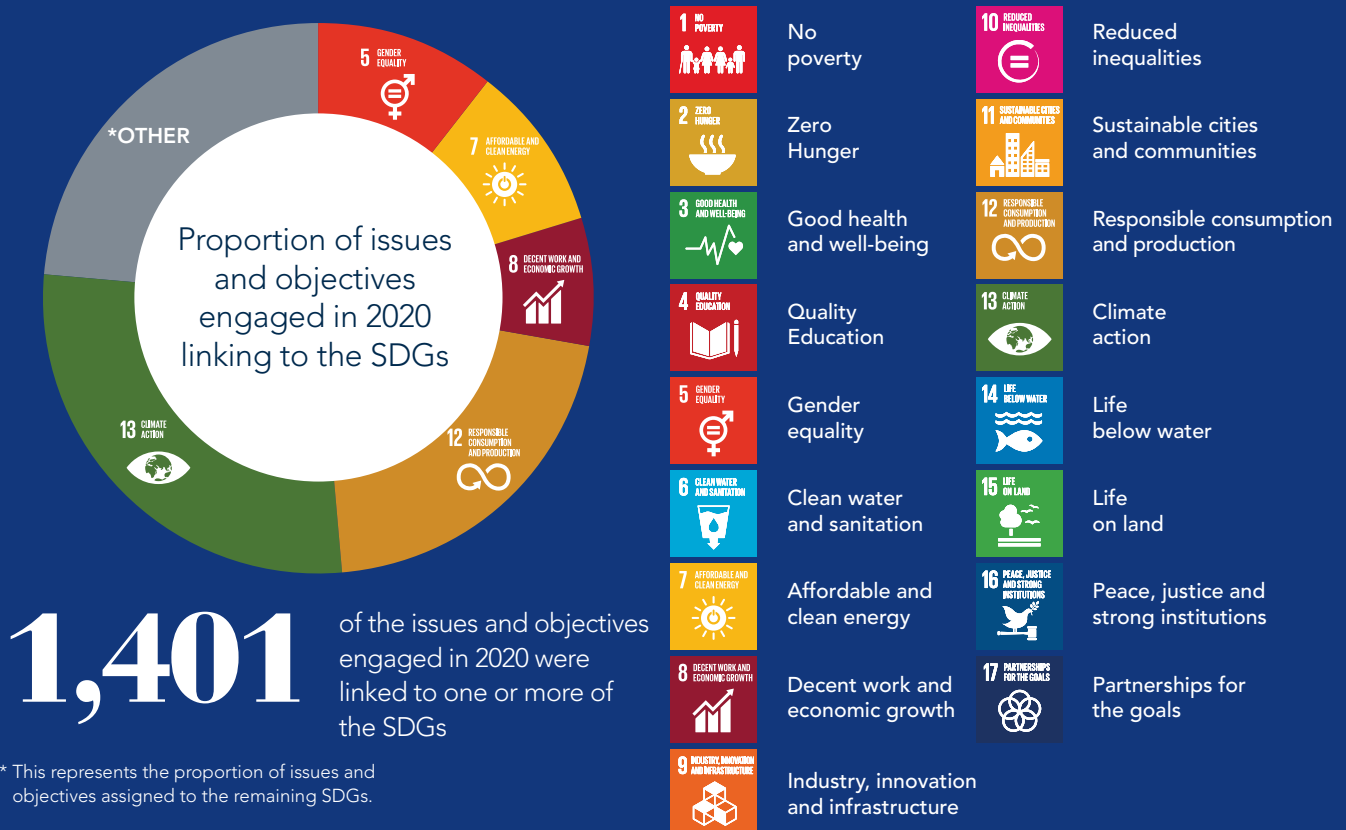 5 GENDER
EQUALITY
7 AFFORDABLE AND
CLEAN ENERGY
8 DECENT WORK AND
ECONOMIC GROWTH
12 RESPONSIBLE
CONSUMPTION
AND PRODUCTION
13 CLIMATE
ACTION
*OTHER
Proportion of issues
and objectives
engaged in 2020
linking to the SDGs
1,401
of the issues and objectives
engaged in 2020 were
linked to one or more of
the SDGs
* This represents the proportion of issues and
objectives assigned to the remaining SDGs.
1 NO
POVERTY
No
poverty
2 ZERO
HUNGER
Zero
Hunger
3 GOOD HEALTH
AND WELL-BEING
Good health
and well-being
4 QUALITY
EDUCATION
Quality
Education
5 GENDER
EQUALITY
Gender
equality
6 CLEAN WATER
AND SANITATION
Clean water
and sanitation
7 AFFORDABLE AND
CLEAN ENERGY
Affordable and
clean energy
8 DECENT WORK AND
ECONOMIC GROWTH
Decent work and
economic growth
9 INDUSTRY, INNOVATION
AND INFRASTRUCTURE
Industry, innovation
and infrastructure
10 REDUCED
INEQUALITIES
Reduced
inequalities
11 SUSTAINABLE CITIES
AND COMMUNITIES
Sustainable cities
and communities
12 RESPONSIBLE
CONSUMPTION
AND PRODUCTION
Responsible consumption
and production
13 CLIMATE
ACTION
Climate
action
14 LIFE
BELOW WATER
Life
below water
15 LIFE
ON LAND
Life
on land
16 PEACE, JUSTICE
AND STRONG
INSTITUTIONS
Peace, justice and
strong institutions
17 PARTNERSHIPS
FOR THE GOALS
Partnerships for
the goals